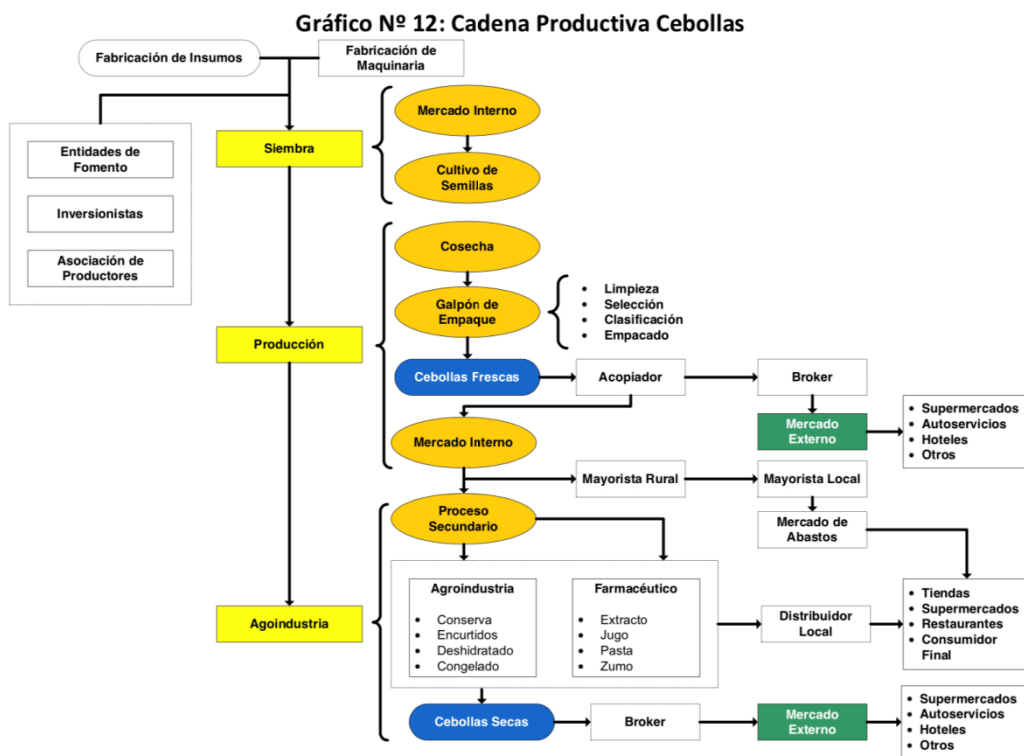 Gráfico Nº 12: Cadena Productiva Cebollas
Fabricación de Insumos
Fabricación de
Maquinaria
Entidades de
Fomento
Inversionistas
Asociación de
Productores
Siembra
Mercado Interno
Cultivo de
Semillas
Producción
Cosecha
Galpón de
Empaque
• Limpieza
• Selección
• Clasificación
• Empacado
Cebollas Frescas
Acopiador
Broker
Mercado
Externo
• Supermercados
• Autoservicios
• Hoteles
• Otros
Mercado Interno
Mayorista Rural
Mayorista Local
Mercado de
Abastos
Proceso
Secundario
Agoindustria
Agroindustria
• Conserva
• Encurtidos
• Deshidratado
• Congelado
Farmacéutico
• Extracto
• Jugo
• Pasta
• Zumo
Distribuidor
Local
• Tiendas
• Supermercados
• Restaurantes
• Consumidor
Final
Cebollas Secas
Broker
Mercado
Externo
• Supermercados
• Autoservicios
• Hoteles
• Otros